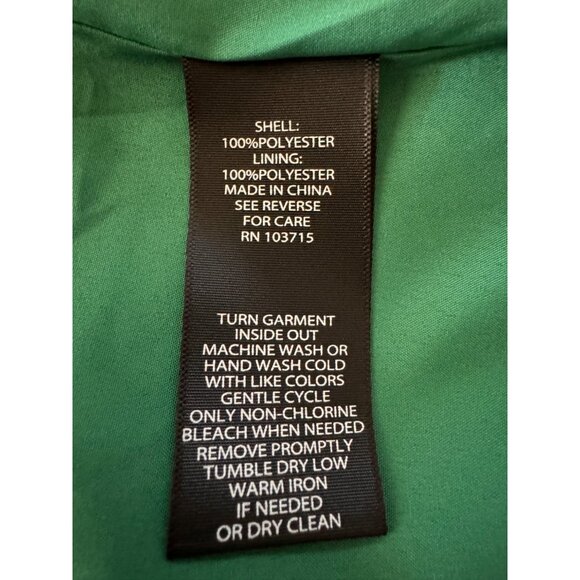 SHELL:
100%POLYESTER
LINING:
100%POLYESTER
MADE IN CHINA
SEE REVERSE
FOR CARE
RN 103715
TURN GARMENT
INSIDE OUT
MACHINE WASH OR
HAND WASH COLD
WITH LIKE COLORS
GENTLE CYCLE
ONLY NON-CHLORINE
BLEACH WHEN NEEDED
REMOVE PROMPTLY
TUMBLE DRY LOW
WARM IRON
IF NEEDED
OR DRY CLEAN